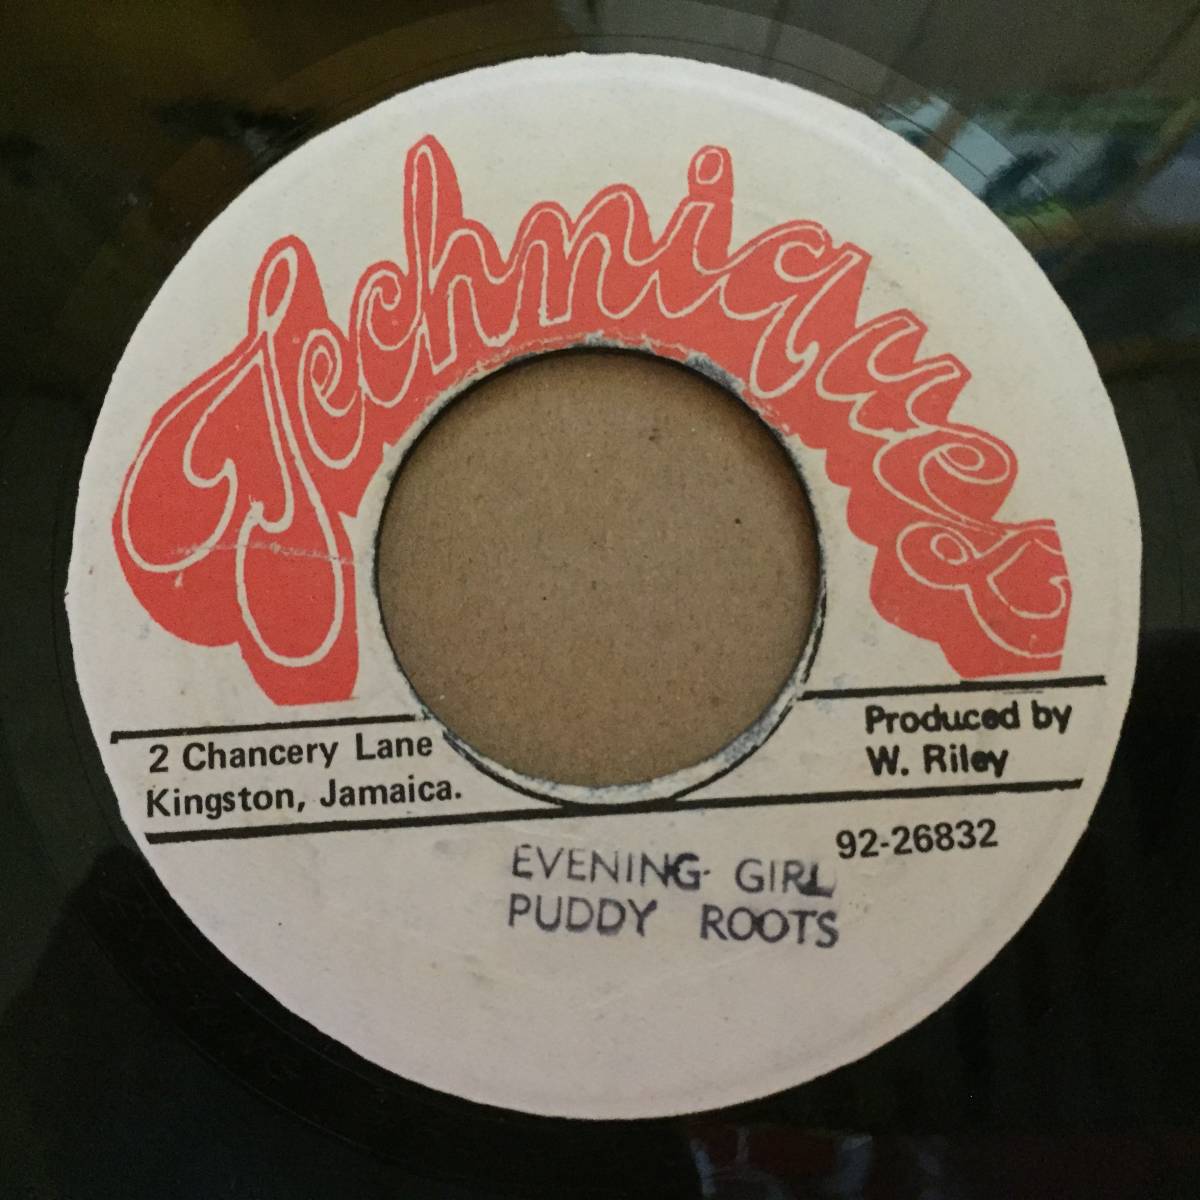 Techniques
2 Chancery Lane
Kingston, Jamaica.
Produced by
W. Riley
92-26832
EVENING GIRL
PUDDY ROOTS